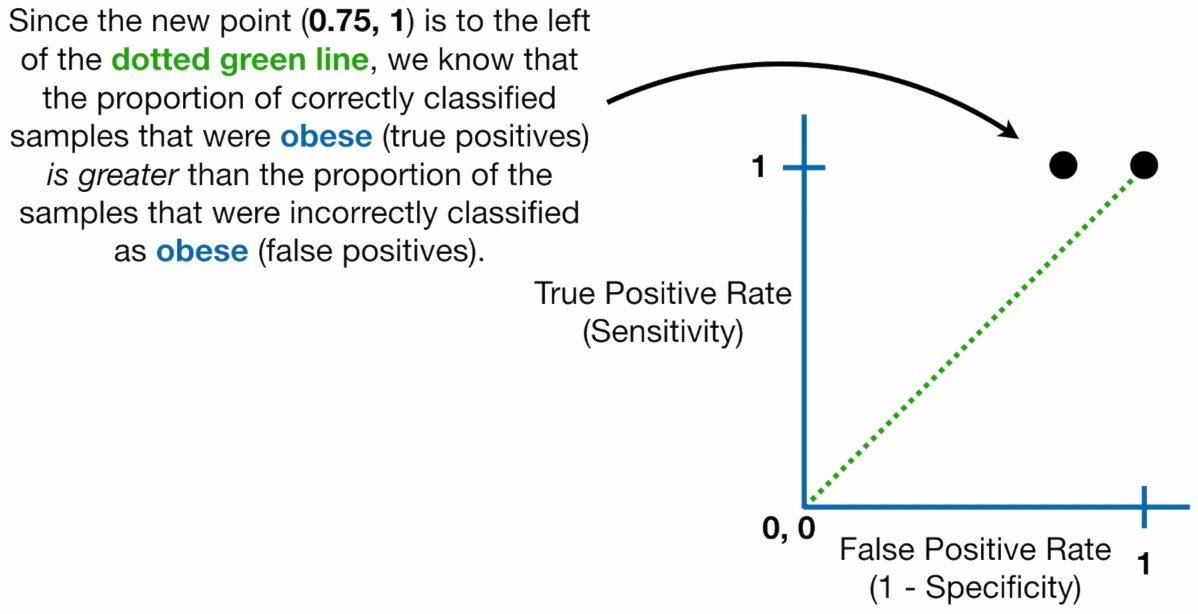 Since the new point (0.75, 1) is to the left
of the dotted green line, we know that
the proportion of correctly classified
samples that were obese (true positives)
is greater than the proportion of the
samples that were incorrectly classified
as obese (false positives).
1
True Positive Rate
(Sensitivity)
0, 0
False Positive Rate
(1 - Specificity)
1